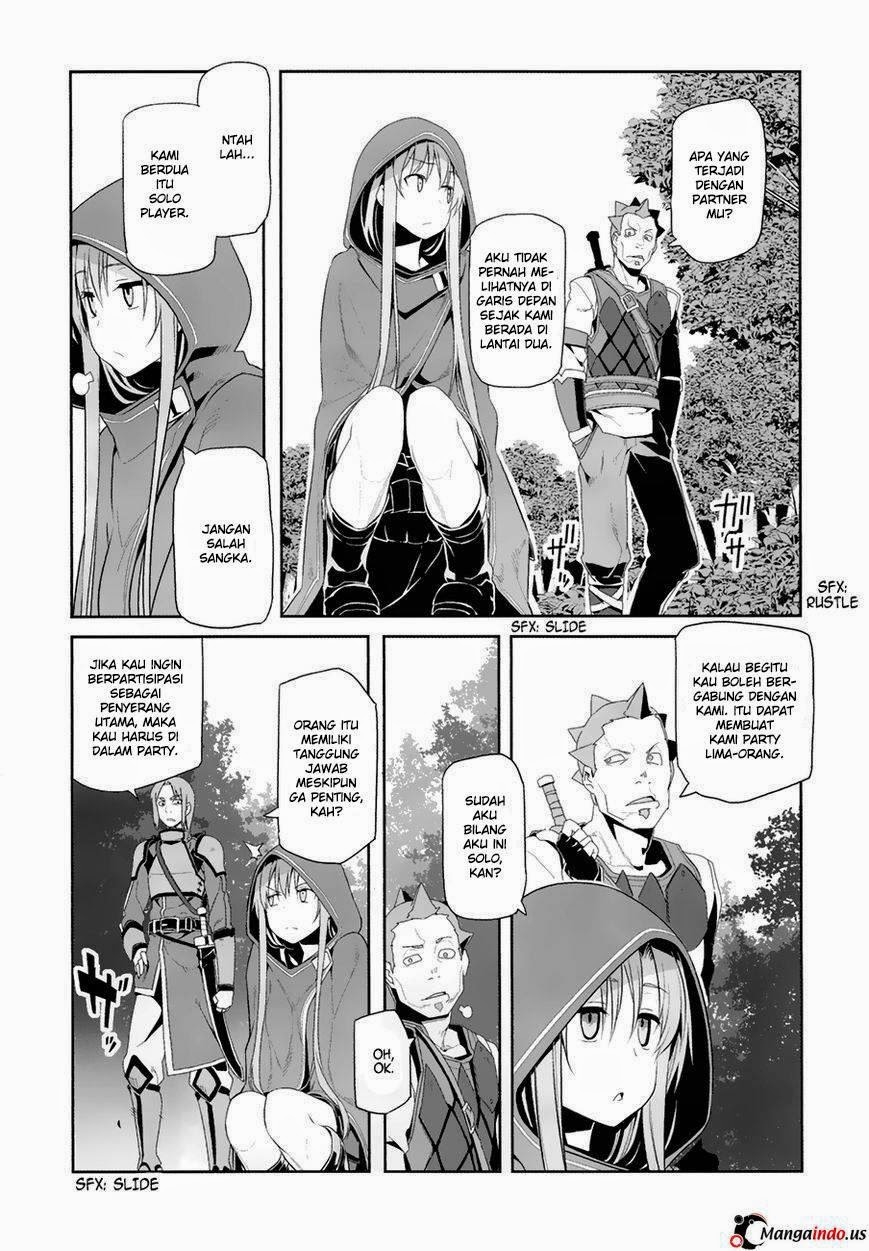 APA YANG
TERJADI
DENGAN
PARTNER
MU?
AKU TIDAK
PERNAH ME-
LIHATNYA DI
GARIS DEPAN
SEJAK KAMI
BERADA DI
LANTAI DUA.
ガサ
ガサ
SFX:
RUSTLE
SFX: SLIDE
NTAH
LAH...
KAMI
BERDUA
ITU
SOLO
PLAYER.
JANGAN
SALAH
SANGKA.
KALAU BEGITU
KAU BOLEH BER-
GABUNG DENGAN
KAMI. ITU DAPAT
MEMBUAT
KAMI PARTY
LIMA-ORANG.
SUDAH
AKU
BILANG
AKU INI
SOLO,
KAN?
OH,
OK.
ORANG ITU
MEMILIKI
TANGGUNG
JAWAB
MESKIPUN
GA PENTING,
KAH?
JIKA KAU INGIN
BERPARTISIPASI
SEBAGAI
PENYERANG
UTAMA, MAKA
KAU HARUS DI
DALAM PARTY.
SFX: SLIDE
Mangaindo.us